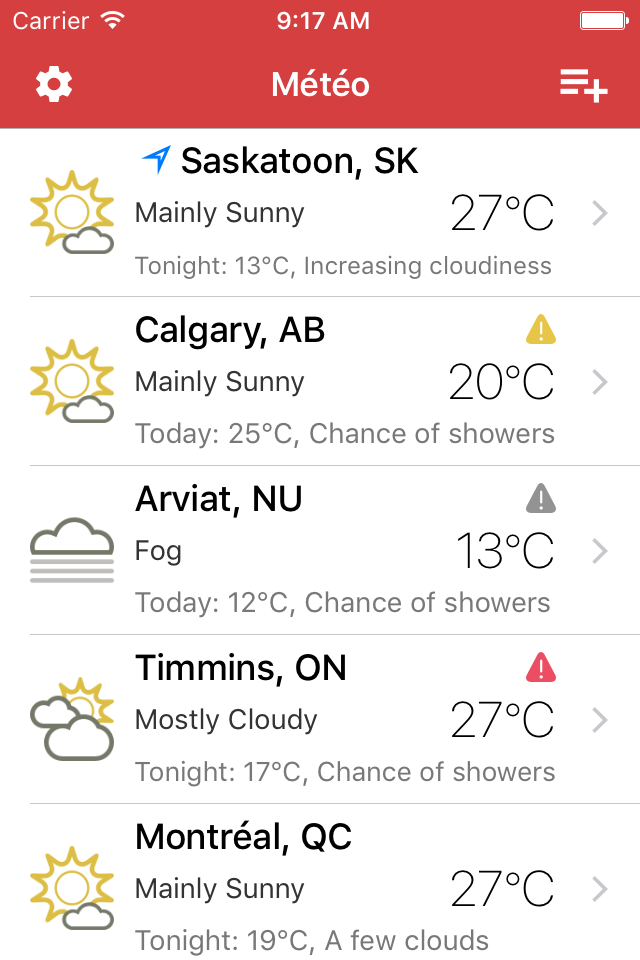 Carrier 9:17 AM
Météo
Saskatoon, SK
Mainly Sunny 27°C
Tonight: 13°C, Increasing cloudiness
Calgary, AB
Mainly Sunny 20°C
Today: 25°C, Chance of showers
Arviat, NU
Fog 13°C
Today: 12°C, Chance of showers
Timmins, ON
Mostly Cloudy 27°C
Tonight: 17°C, Chance of showers
Montréal, QC
Mainly Sunny 27°C
Tonight: 19°C, A few clouds